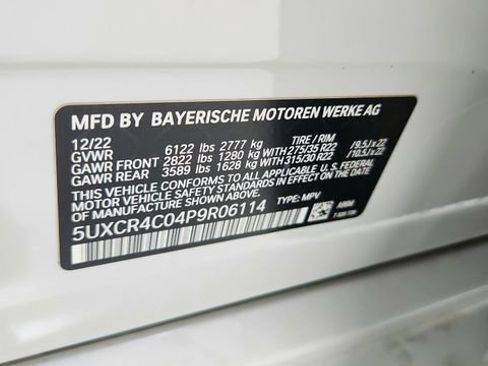 MFD BY BAYERISCHE MOTOREN WERKE AG
12/22
GVWR 6122 lbs 2777 kg TIRE / RIM
GAWR FRONT 2822 lbs 1280 kg WITH 275/35 R22 / 9.5J x 22
GAWR REAR 3589 lbs 1628 kg WITH 315/30 R22 / 10.5J x 22
THIS VEHICLE CONFORMS TO ALL APPLICABLE U.S. FEDERAL
MOTOR VEHICLE SAFETY STANDARDS IN EFFECT ON THE DATE OF
MANUFACTURE SHOWN ABOVE.
5UXCR4C04P9R06114 TYPE: MPV